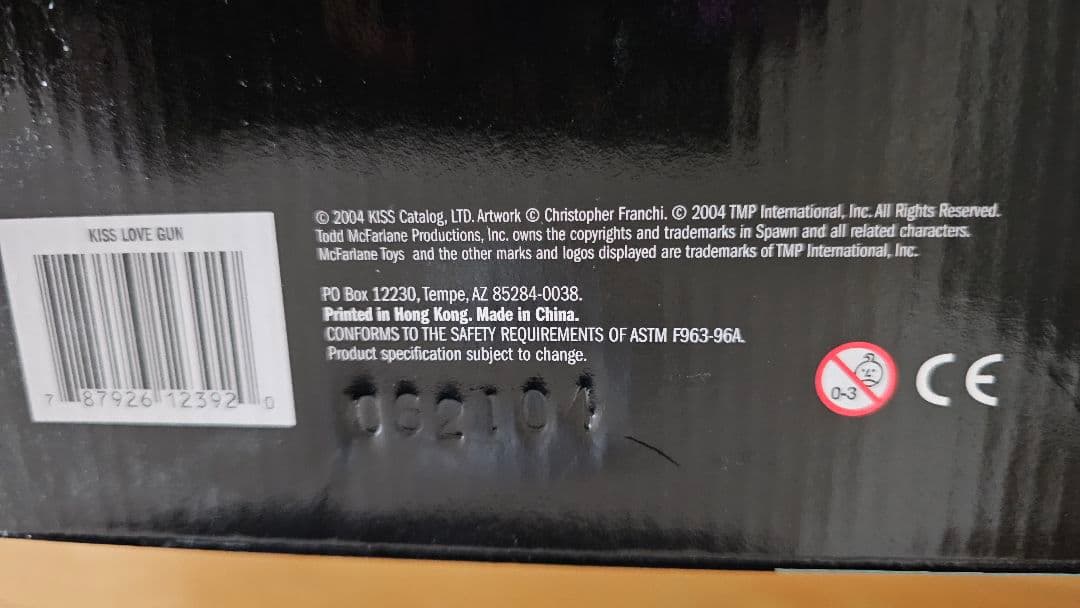 KISS LOVE GUN
7 87926 12392 0
© 2004 KISS Catalog, LTD. Artwork © Christopher Franchi. © 2004 TMP International, Inc. All Rights Reserved.
Todd McFarlane Productions, Inc. owns the copyrights and trademarks in Spawn and all related characters.
McFarlane Toys and the other marks and logos displayed are trademarks of TMP International, Inc.
PO Box 12230, Tempe, AZ 85284-0038.
Printed in Hong Kong. Made in China.
CONFORMS TO THE SAFETY REQUIREMENTS OF ASTM F963-96A.
Product specification subject to change.
0-3
CE